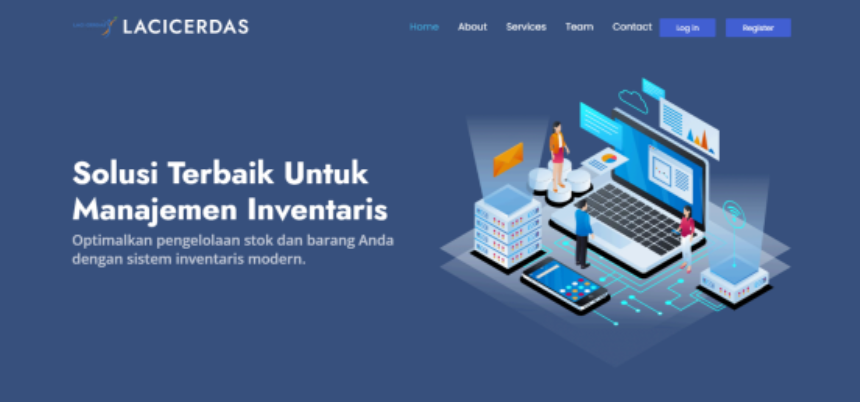 LACICERDAS
Home About Services Team Contact Log In Register
Solusi Terbaik Untuk
Manajemen Inventaris
Optimalkan pengelolaan stok dan barang Anda
dengan sistem inventaris modern.